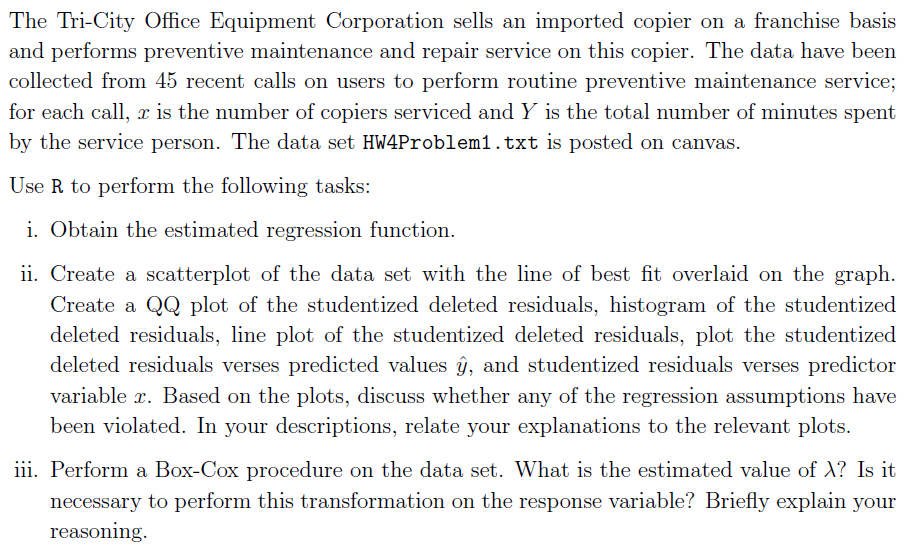 The Tri-City Office Equipment Corporation sells an imported copier on a franchise basis
and performs preventive maintenance and repair service on this copier. The data have been
collected from 45 recent calls on users to perform routine preventive maintenance service;
for each call, x is the number of copiers serviced and Y is the total number of minutes spent
by the service person. The data set HW4Problem1.txt is posted on canvas.
Use R to perform the following tasks:
i. Obtain the estimated regression function.
ii. Create a scatterplot of the data set with the line of best fit overlaid on the graph.
Create a QQ plot of the studentized deleted residuals, histogram of the studentized
deleted residuals, line plot of the studentized deleted residuals, plot the studentized
deleted residuals verses predicted values ŷ, and studentized residuals verses predictor
variable x. Based on the plots, discuss whether any of the regression assumptions have
been violated. In your descriptions, relate your explanations to the relevant plots.
iii. Perform a Box-Cox procedure on the data set. What is the estimated value of λ? Is it
necessary to perform this transformation on the response variable? Briefly explain your
reasoning.